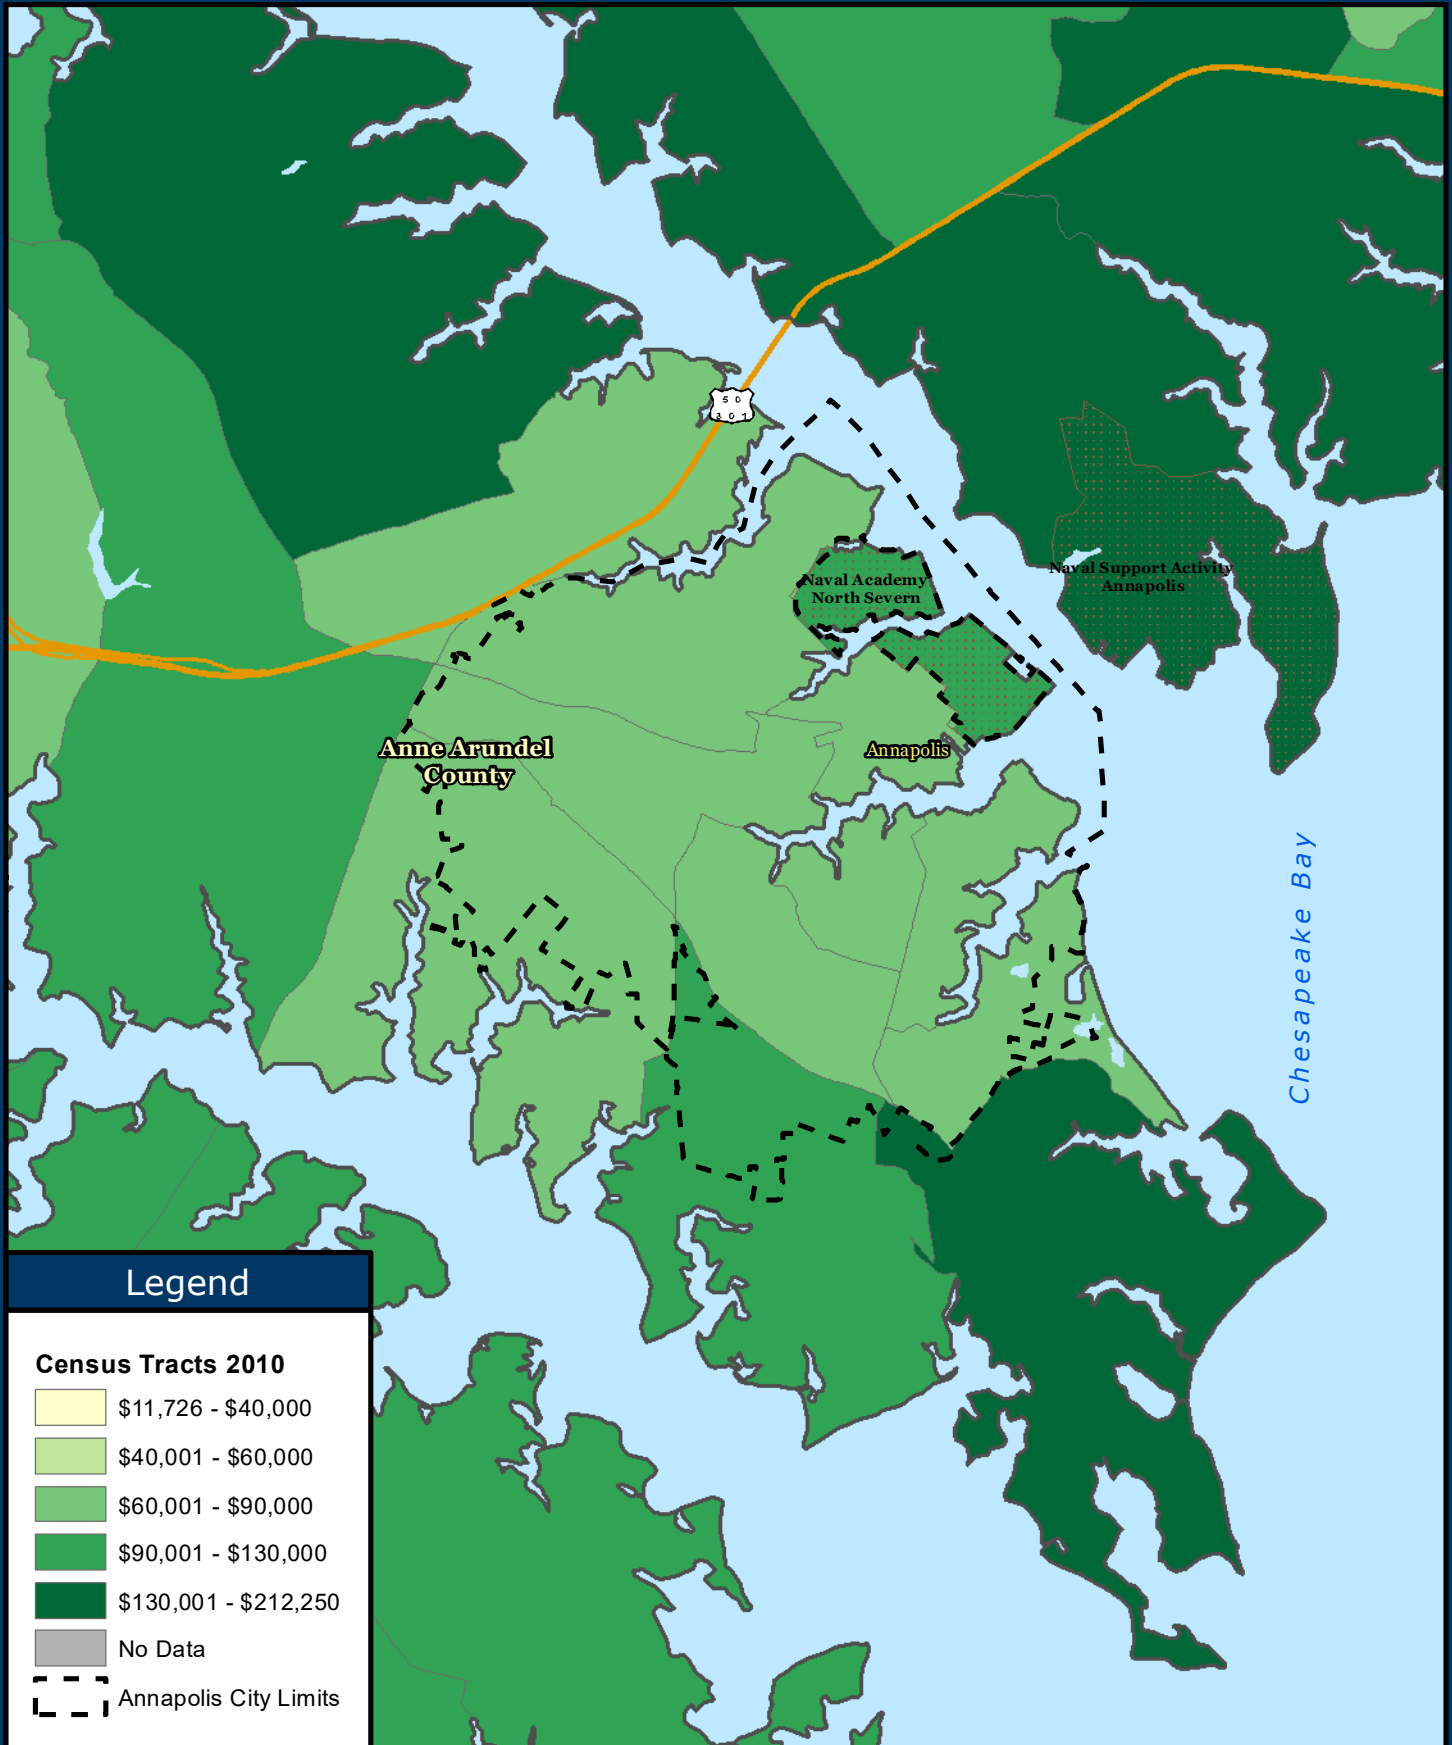 50
301
Naval Academy
North Severn
Naval Support Activity
Annapolis
Anne Arundel
County
Annapolis
Chesapeake Bay
Legend
Census Tracts 2010
$11,726 - $40,000
$40,001 - $60,000
$60,001 - $90,000
$90,001 - $130,000
$130,001 - $212,250
No Data
Annapolis City Limits